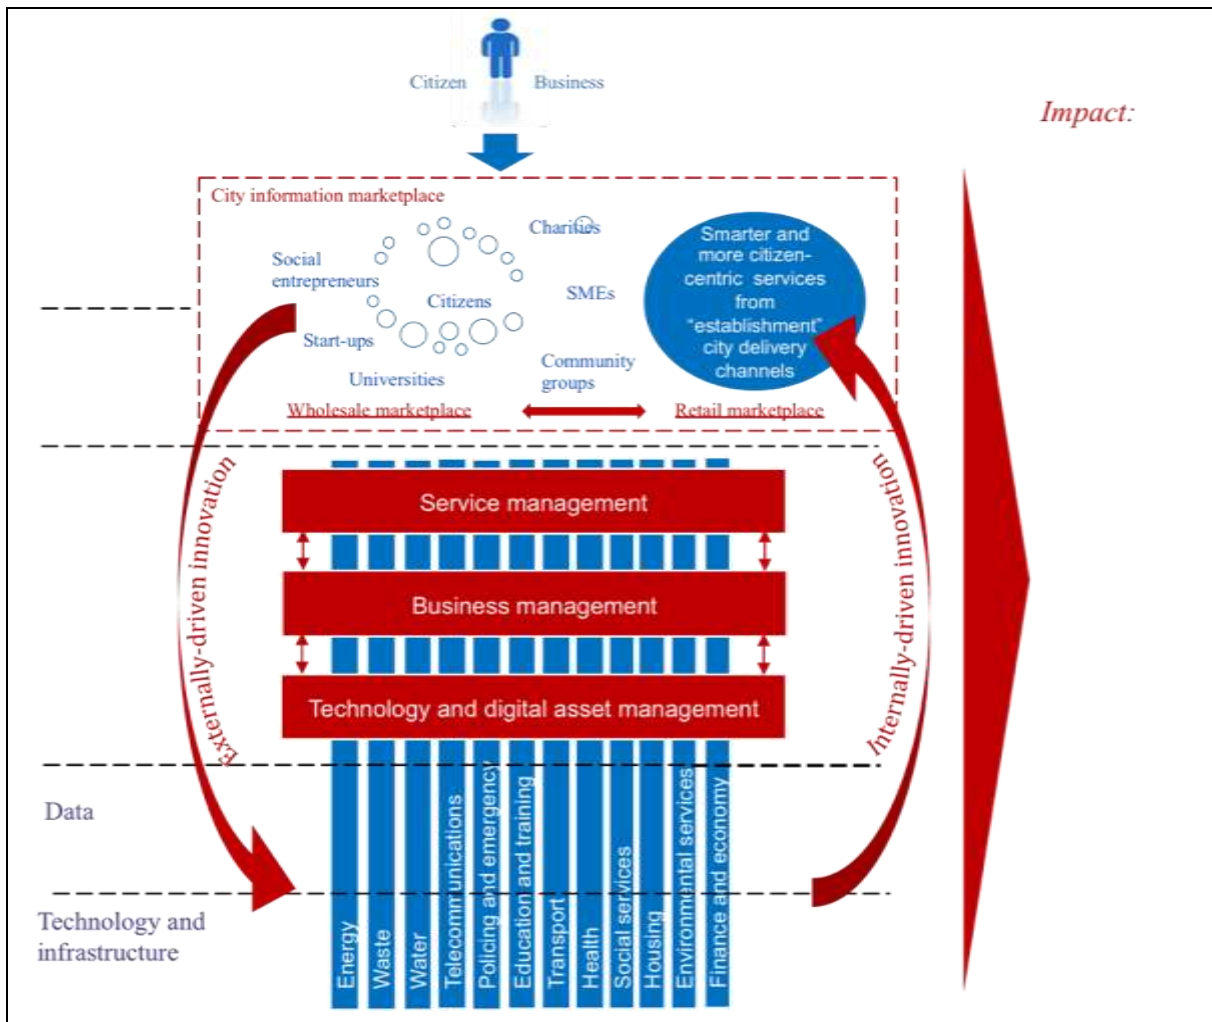 Citizen
Business
Impact:
City information marketplace
Charities
Social
entrepreneurs
Citizens
SMEs
Start-ups
Universities
Community
groups
Smarter and
more citizen-
centric services
from
“establishment”
city delivery
channels
Wholesale marketplace
Retail marketplace
Externally-driven innovation
Internally-driven innovation
Service management
Business management
Technology and digital asset management
Data
Technology and
infrastructure
Energy
Waste
Water
Telecommunications
Policing and emergency
Education and training
Transport
Health
Social services
Housing
Environmental services
Finance and economy